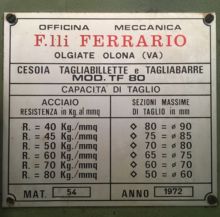 OFFICINA MECCANICA
F.lli FERRARIO
OLGIATE OLONA (VA)
CESOIA TAGLIABILLETTE e TAGLIABARRE
MOD. TF 80
CAPACITA' DI TAGLIO
ACCIAIO SEZIONI MASSIME
RESISTENZA in Kg. al mmq DI TAGLIO in mm
R. = 40 Kg./mmq ◇ 80 = ø 90
R. = 45 Kg./mmq ◇ 75 = ø 85
R. = 50 Kg./mmq ◇ 70 = ø 80
R. = 60 Kg./mmq ◇ 65 = ø 75
R. = 70 Kg./mmq ◇ 60 = ø 70
R. = 80 Kg./mmq ◇ 50 = ø 60
MAT. 54 ANNO 1972